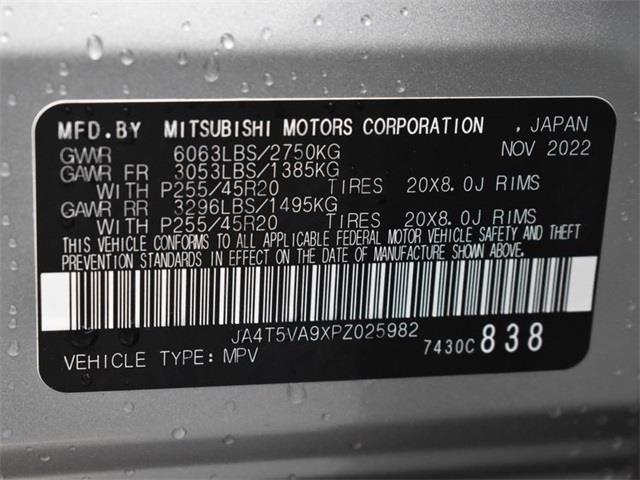 MFD.BY MITSUBISHI MOTORS CORPORATION , JAPAN
GWWR 6063LBS/2750KG NOV 2022
GAWR FR 3053LBS/1385KG
WITH P255/45R20 TIRES 20X8.0J RIMS
GAWR RR 3296LBS/1495KG
WITH P255/45R20 TIRES 20X8.0J RIMS
THIS VEHICLE CONFORMS TO ALL APPLICABLE FEDERAL MOTOR VEHICLE SAFETY AND THEFT
PREVENTION STANDARDS IN EFFECT ON THE DATE OF MANUFACTURE SHOWN ABOVE.
JA4T5VA9XPZ025982
VEHICLE TYPE: MPV 7430C 838